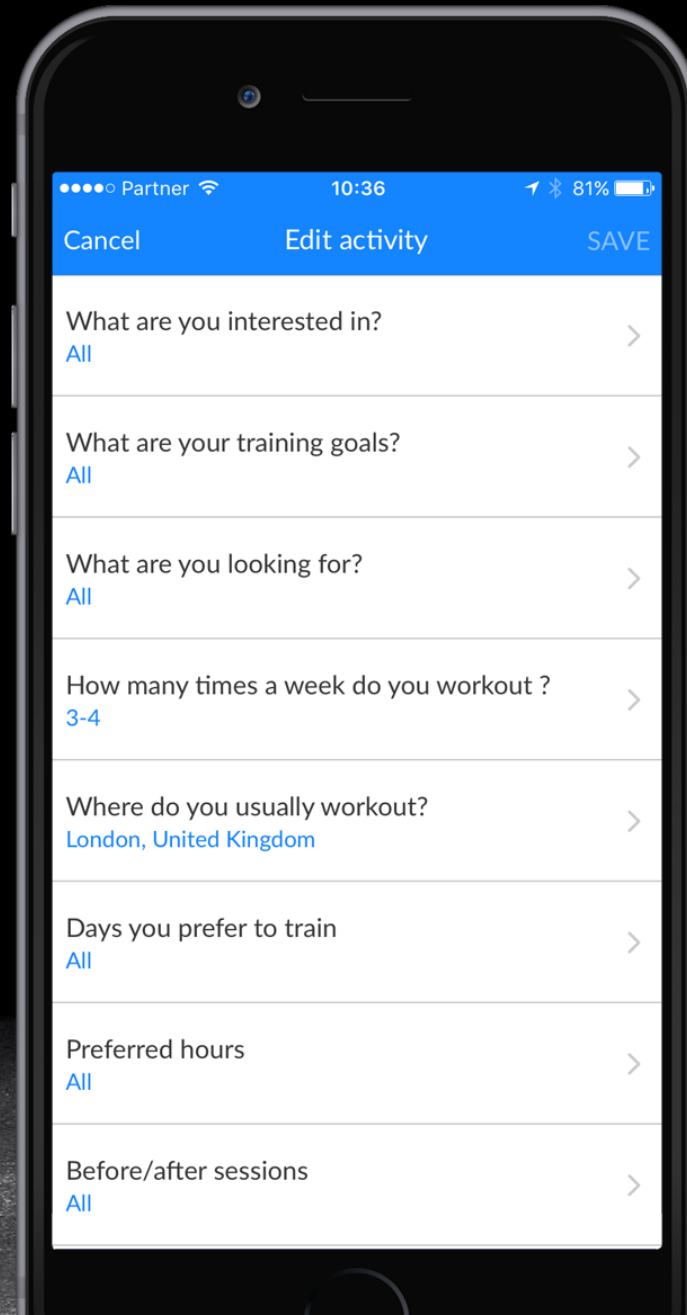 Partner 10:36 81%
Cancel Edit activity SAVE
What are you interested in?
All
What are your training goals?
All
What are you looking for?
All
How many times a week do you workout ?
3-4
Where do you usually workout?
London, United Kingdom
Days you prefer to train
All
Preferred hours
All
Before/after sessions
All